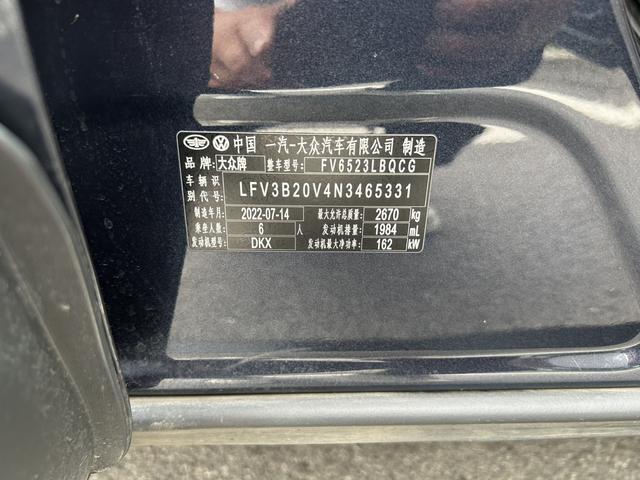 中国 一汽-大众汽车有限公司 制造
品牌: 大众牌 整车型号: FV6523LBQCG
车辆识别代号: LFV3B20V4N3465331
制造年月 2022-07-14 最大允许总质量: 2670 kg
乘坐人数: 6 人 发动机排量: 1984 mL
发动机型号: DKX 发动机最大净功率: 162 kW